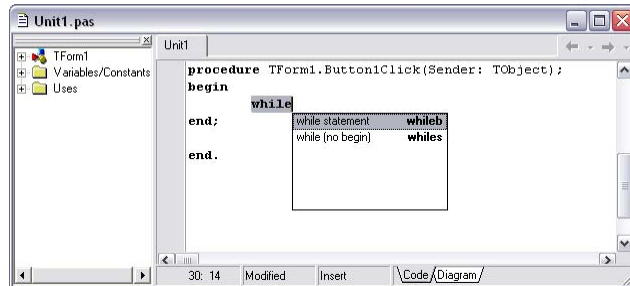 Unit1.pas
TForm1
Variables/Constants
Uses
Unit1
procedure TForm1.Button1Click(Sender: TObject);
begin
while
end;
while statement whileb
while (no begin) whiles
end.
30: 14 Modified Insert Code Diagram